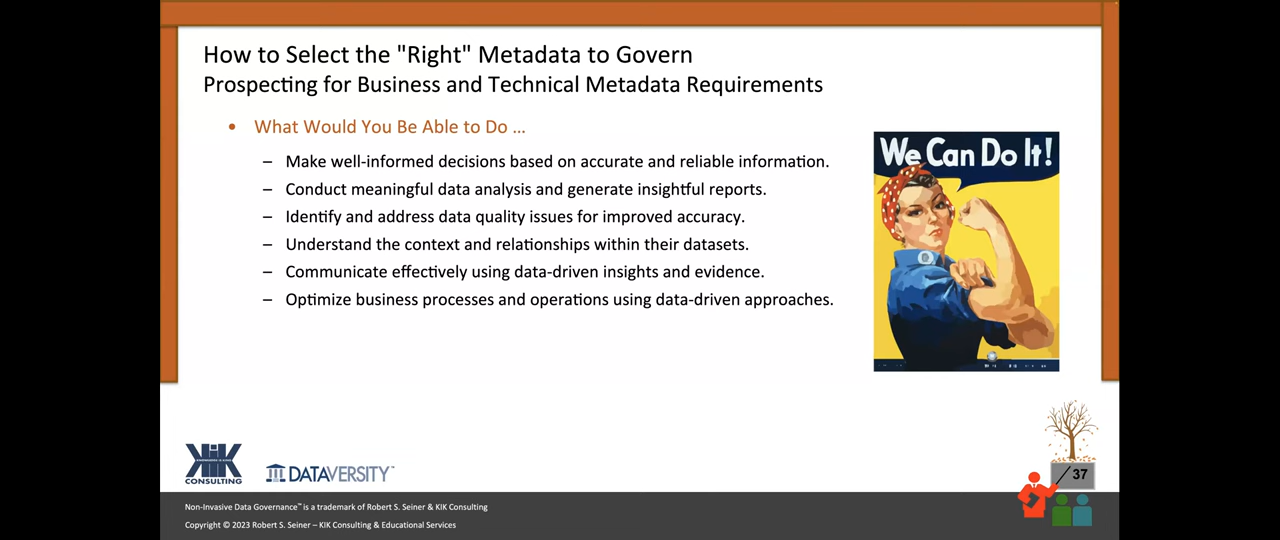 How to Select the "Right" Metadata to Govern
Prospecting for Business and Technical Metadata Requirements
• What Would You Be Able to Do ...
– Make well-informed decisions based on accurate and reliable information.
– Conduct meaningful data analysis and generate insightful reports.
– Identify and address data quality issues for improved accuracy.
– Understand the context and relationships within their datasets.
– Communicate effectively using data-driven insights and evidence.
– Optimize business processes and operations using data-driven approaches.
We Can Do It!
KIK
CONSULTING
DATAVERSITY™
37
Non-Invasive Data Governance™ is a trademark of Robert S. Seiner & KIK Consulting
Copyright © 2023 Robert S. Seiner – KIK Consulting & Educational Services